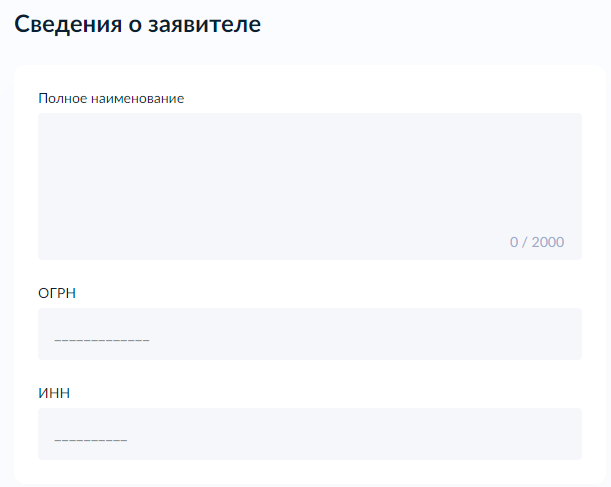 Сведения о заявителе
Полное наименование
0 / 2000
ОГРН
_____________
ИНН
__________